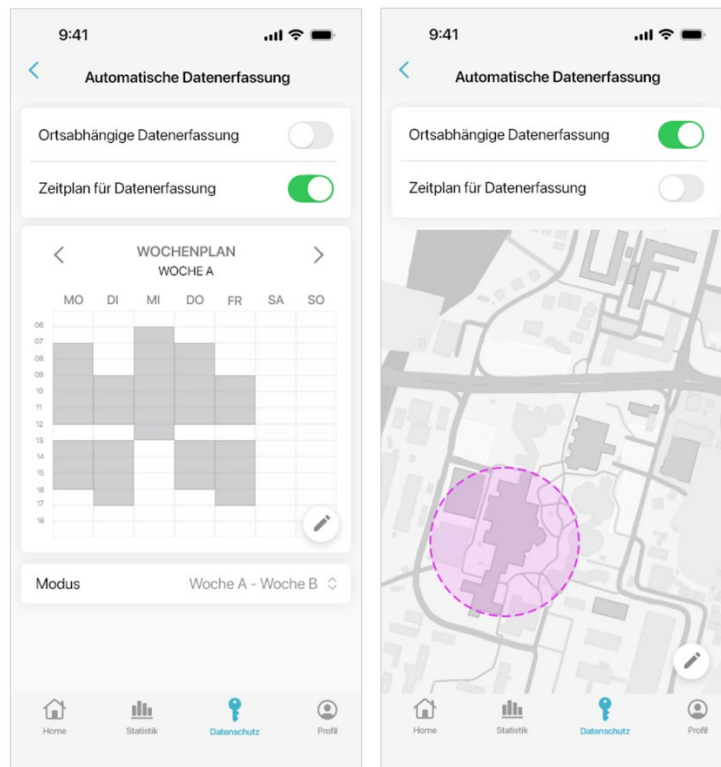 9:41
Automatische Datenerfassung
Ortsabhängige Datenerfassung
Zeitplan für Datenerfassung
WOCHENPLAN
WOCHE A
MO DI MI DO FR SA SO
06
07
08
09
10
11
12
13
14
15
16
17
18
Modus Woche A - Woche B
Home Statistik Datenschutz Profil
9:41
Automatische Datenerfassung
Ortsabhängige Datenerfassung
Zeitplan für Datenerfassung
Home Statistik Datenschutz Profil